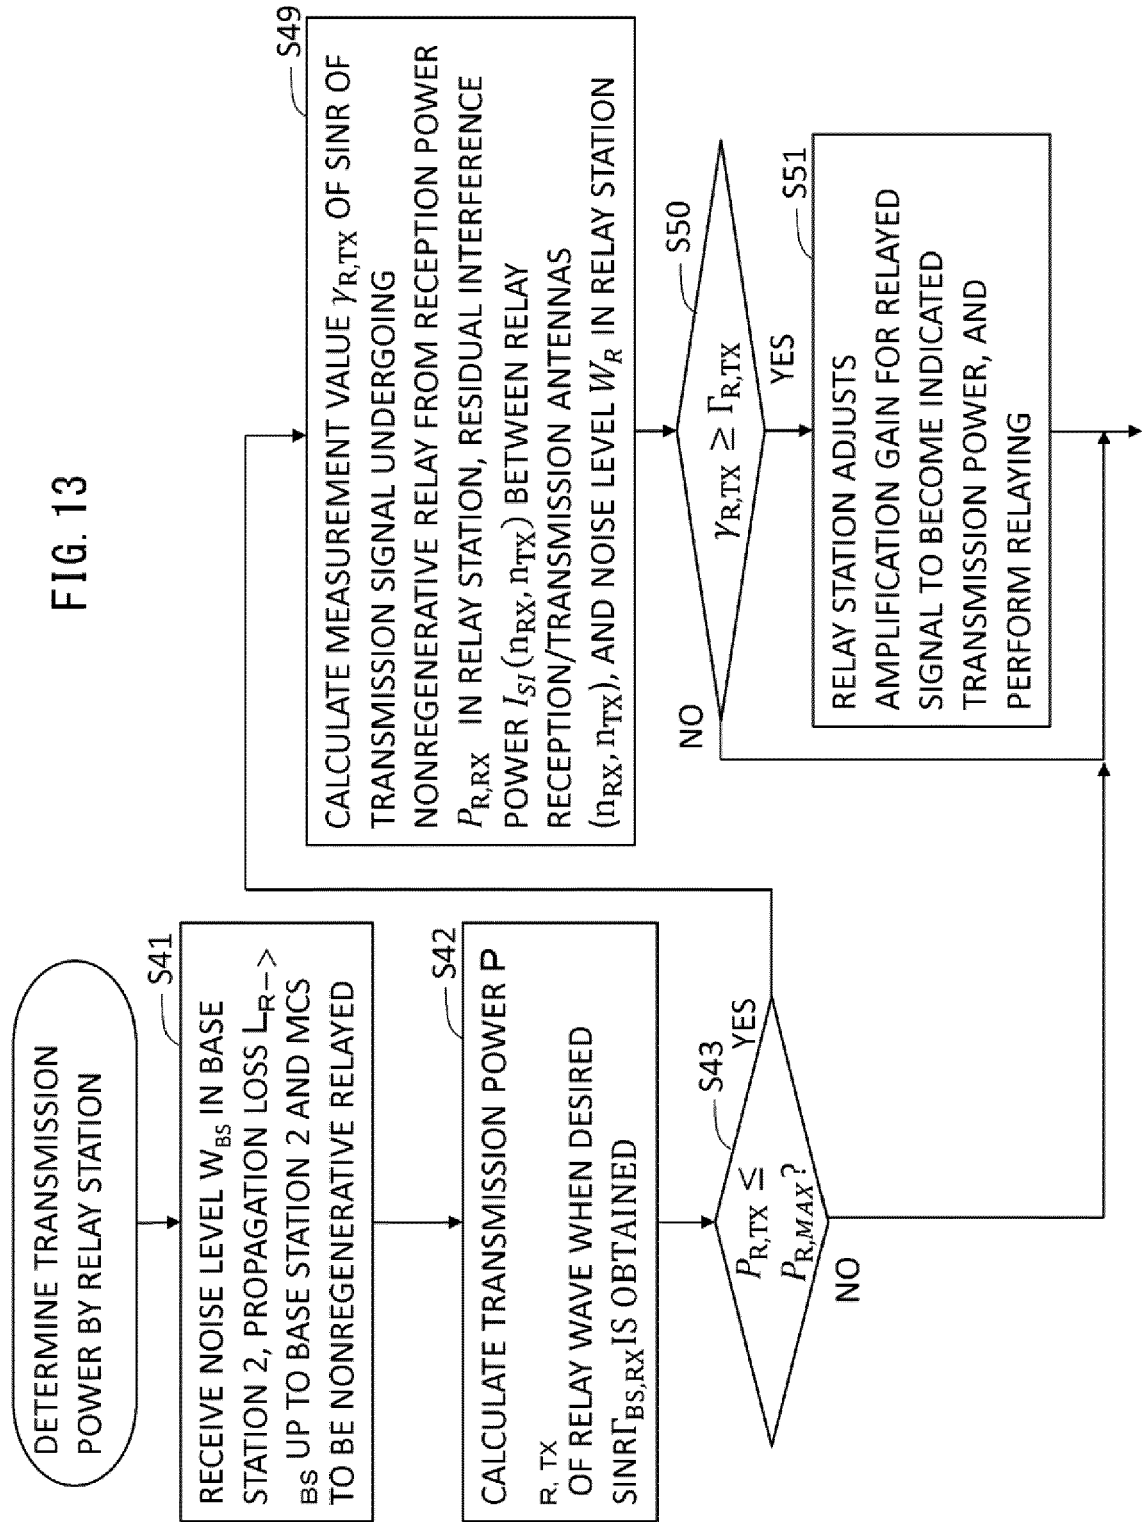 FIG. 13
DETERMINE TRANSMISSION
POWER BY RELAY STATION
S41
RECEIVE NOISE LEVEL W_BS IN BASE
STATION 2, PROPAGATION LOSS L_R−>
BS UP TO BASE STATION 2 AND MCS
TO BE NONREGENERATIVE RELAYED
S42
CALCULATE TRANSMISSION POWER P
R, TX
OF RELAY WAVE WHEN DESIRED
SINRΓ_BS,RX IS OBTAINED
S43
P_R,TX ≤
P_R,MAX?
YES
NO
S49
CALCULATE MEASUREMENT VALUE γ_R,TX OF SINR OF
TRANSMISSION SIGNAL UNDERGOING
NONREGENERATIVE RELAY FROM RECEPTION POWER
P_R,RX IN RELAY STATION, RESIDUAL INTERFERENCE
POWER I_SI(n_RX, n_TX) BETWEEN RELAY
RECEPTION/TRANSMISSION ANTENNAS
(n_RX, n_TX), AND NOISE LEVEL W_R IN RELAY STATION
S50
γ_R,TX ≥ Γ_R,TX
NO
YES
S51
RELAY STATION ADJUSTS
AMPLIFICATION GAIN FOR RELAYED
SIGNAL TO BECOME INDICATED
TRANSMISSION POWER, AND
PERFORM RELAYING